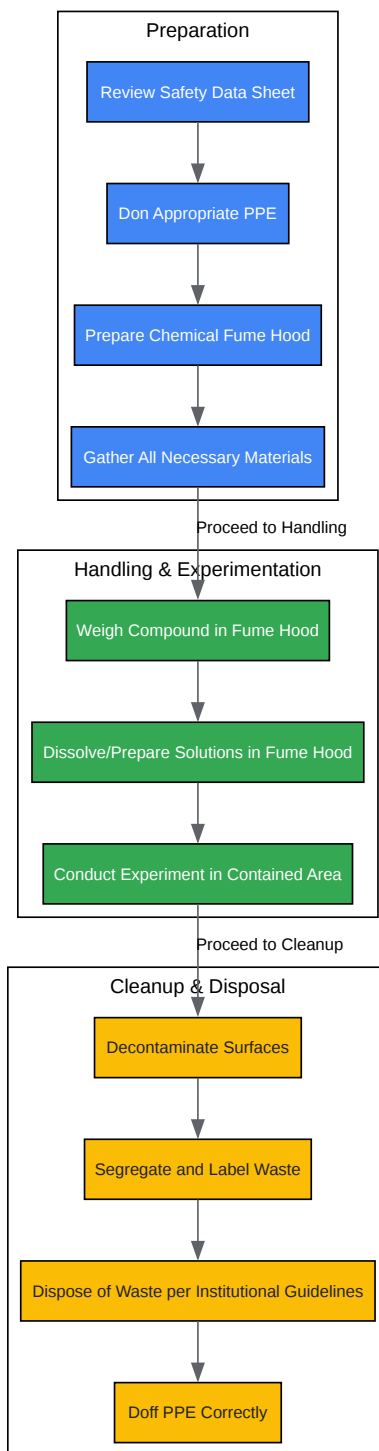 Preparation
Review Safety Data Sheet
Don Appropriate PPE
Prepare Chemical Fume Hood
Gather All Necessary Materials
Proceed to Handling
Handling & Experimentation
Weigh Compound in Fume Hood
Dissolve/Prepare Solutions in Fume Hood
Conduct Experiment in Contained Area
Proceed to Cleanup
Cleanup & Disposal
Decontaminate Surfaces
Segregate and Label Waste
Dispose of Waste per Institutional Guidelines
Doff PPE Correctly